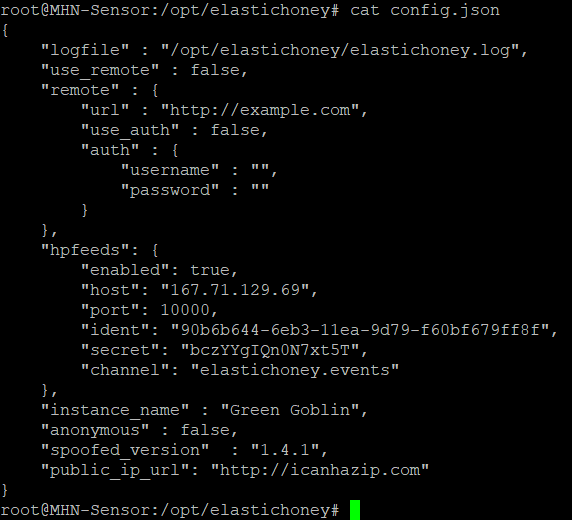 root@MHN-Sensor:/opt/elastichoney# cat config.json
{
    "logfile" : "/opt/elastichoney/elastichoney.log",
    "use_remote" : false,
    "remote" : {
        "url" : "http://example.com",
        "use_auth" : false,
        "auth" : {
            "username" : "",
            "password" : ""
        }
    },
    "hpfeeds": {
        "enabled": true,
        "host": "167.71.129.69",
        "port": 10000,
        "ident": "90b6b644-6eb3-11ea-9d79-f60bf679ff8f",
        "secret": "bczYYgIQn0N7xt5T",
        "channel": "elastichoney.events"
    },
    "instance_name" : "Green Goblin",
    "anonymous" : false,
    "spoofed_version"  : "1.4.1",
    "public_ip_url": "http://icanhazip.com"
}
root@MHN-Sensor:/opt/elastichoney#